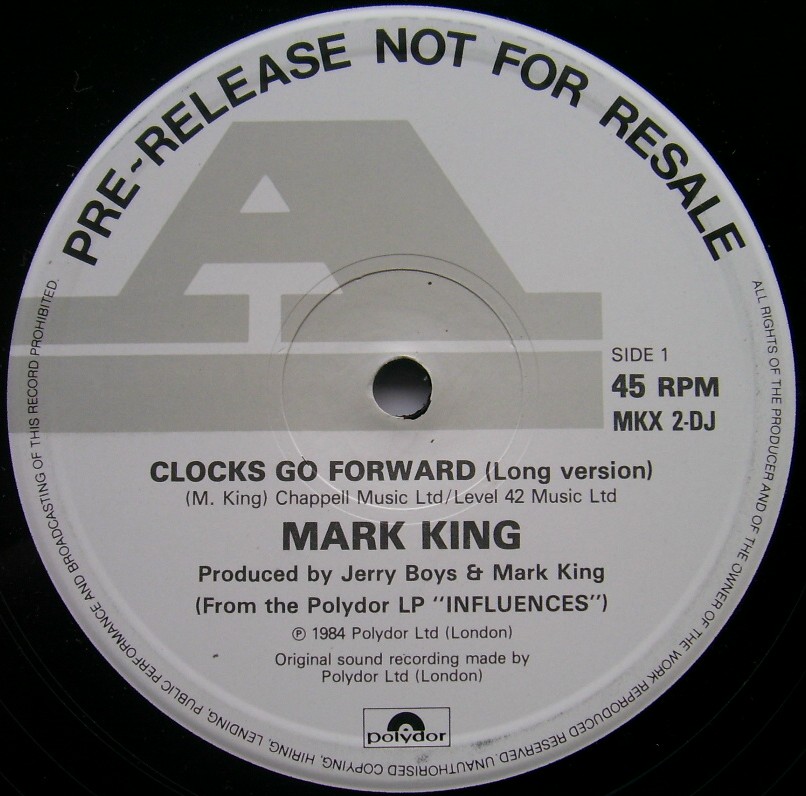 PRE-RELEASE NOT FOR RESALE
A
SIDE 1
45 RPM
MKX 2-DJ
CLOCKS GO FORWARD (Long version)
(M. King) Chappell Music Ltd/Level 42 Music Ltd
MARK KING
Produced by Jerry Boys & Mark King
(From the Polydor LP "INFLUENCES")
℗ 1984 Polydor Ltd (London)
Original sound recording made by
Polydor Ltd (London)
polydor
ALL RIGHTS OF THE PRODUCER AND OF THE OWNER OF THE WORK REPRODUCED RESERVED. UNAUTHORISED COPYING, HIRING, LENDING, PUBLIC PERFORMANCE AND BROADCASTING OF THIS RECORD PROHIBITED.